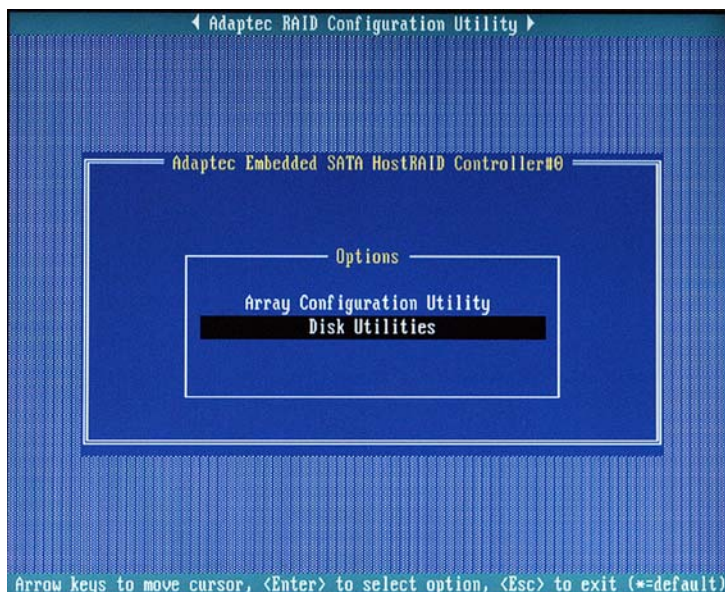 Adaptec RAID Configuration Utility
Adaptec Embedded SATA HostRAID Controller#0
Options
Array Configuration Utility
Disk Utilities
Arrow keys to move cursor, <Enter> to select option, <Esc> to exit (*=default)